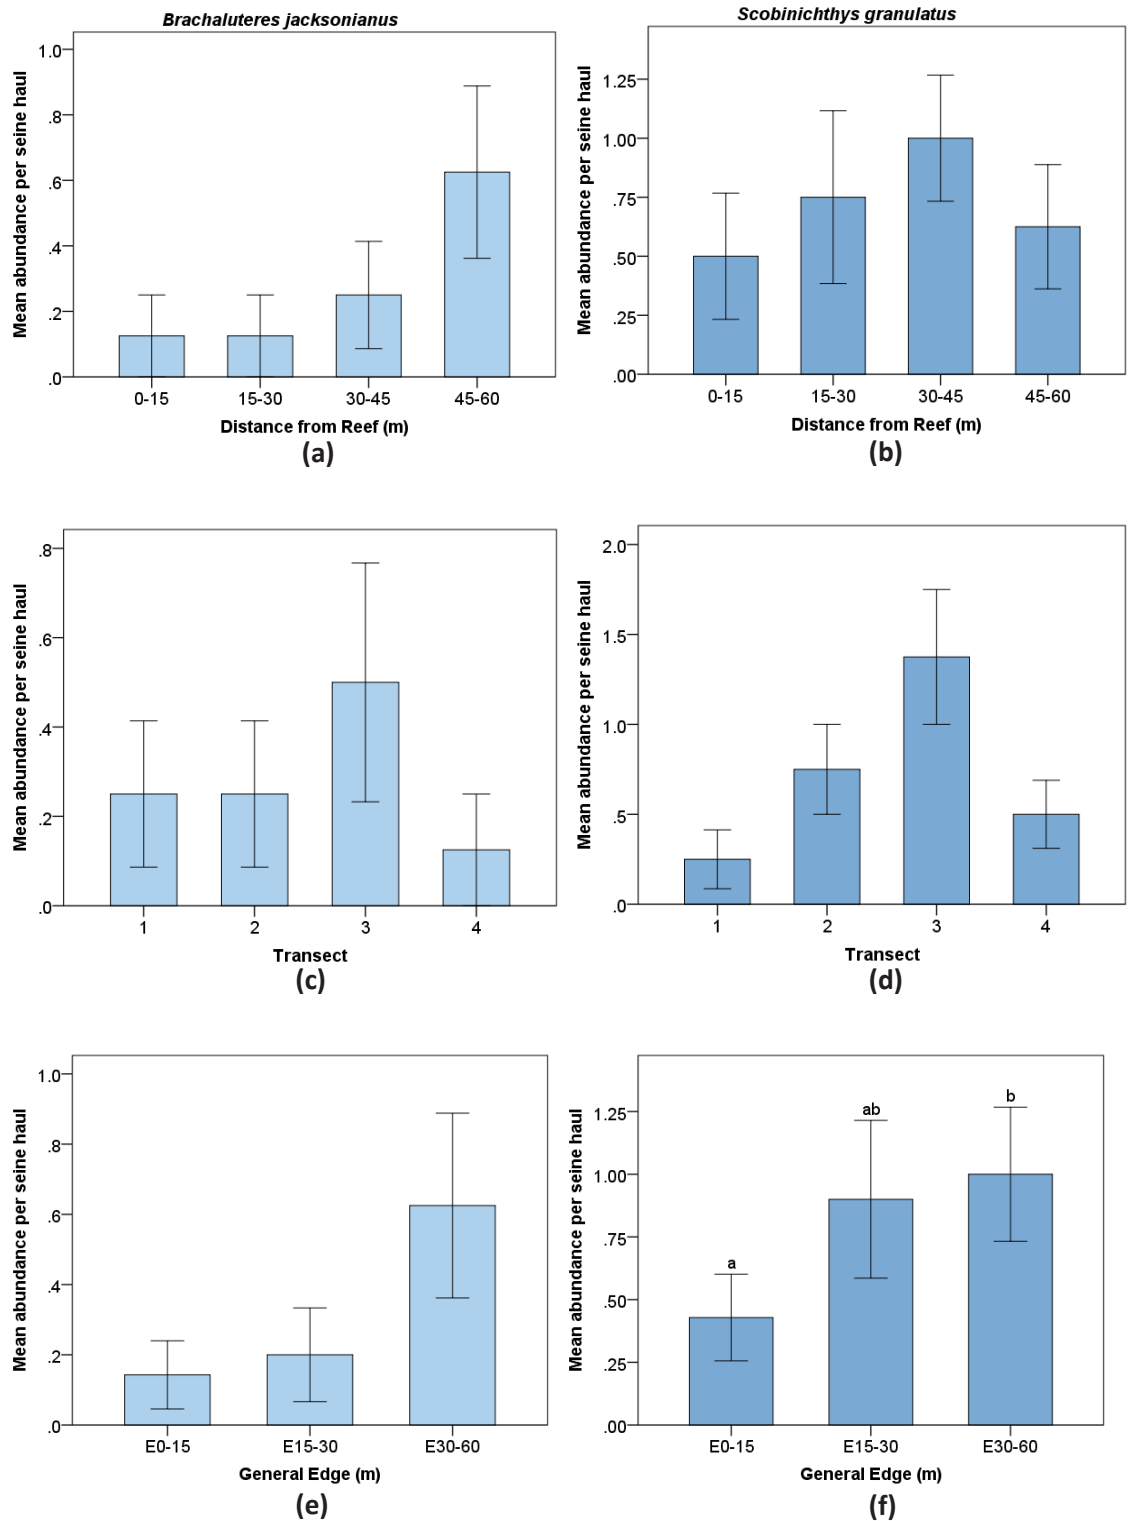 Brachaluteres jacksonianus
Mean abundance per seine haul
1.0
.8
.6
.4
.2
.0
0-15 15-30 30-45 45-60
Distance from Reef (m)
(a)
Scobinichthys granulatus
Mean abundance per seine haul
1.25
1.00
.75
.50
.25
.00
0-15 15-30 30-45 45-60
Distance from Reef (m)
(b)
Mean abundance per seine haul
.8
.6
.4
.2
.0
1 2 3 4
Transect
(c)
Mean abundance per seine haul
2.0
1.5
1.0
.5
.0
1 2 3 4
Transect
(d)
Mean abundance per seine haul
1.0
.8
.6
.4
.2
.0
E0-15 E15-30 E30-60
General Edge (m)
(e)
Mean abundance per seine haul
1.25
1.00
.75
.50
.25
.00
a ab b
E0-15 E15-30 E30-60
General Edge (m)
(f)